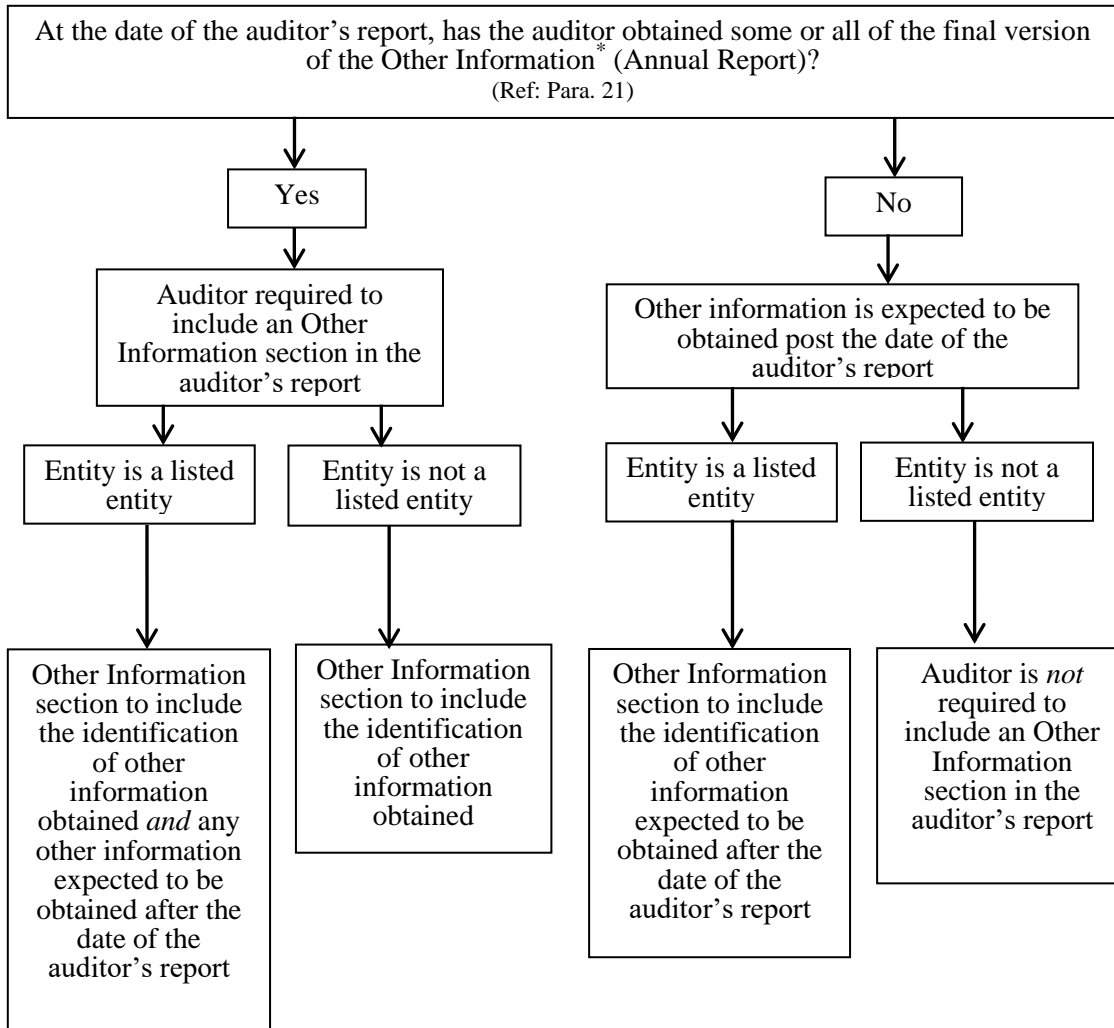 At the date of the auditor’s report, has the auditor obtained some or all of the final version
of the Other Information* (Annual Report)?
(Ref: Para. 21)
Yes
No
Auditor required to
include an Other
Information section in the
auditor’s report
Other information is expected to be
obtained post the date of the
auditor’s report
Entity is a listed
entity
Entity is not a
listed entity
Entity is a listed
entity
Entity is not a
listed entity
Other Information
section to include
the identification
of other
information
obtained and any
other information
expected to be
obtained after the
date of the
auditor’s report
Other Information
section to include
the identification
of other
information
obtained
Other Information
section to include
the identification
of other
information
expected to be
obtained after the
date of the
auditor’s report
Auditor is not
required to
include an Other
Information
section in the
auditor’s report